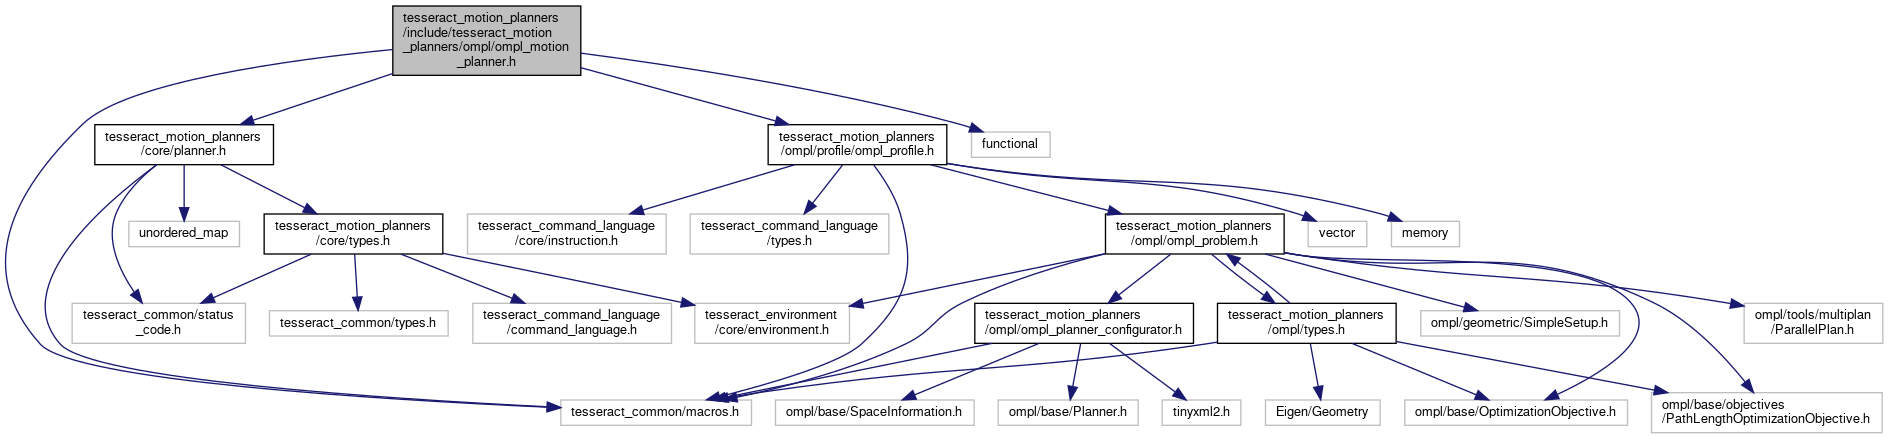 tesseract_motion_planners
/include/tesseract_motion
_planners/ompl/ompl_motion
_planner.h
tesseract_motion_planners
/core/planner.h
tesseract_motion_planners
/ompl/profile/ompl_profile.h
functional
unordered_map
tesseract_motion_planners
/core/types.h
tesseract_command_language
/core/instruction.h
tesseract_command_language
/types.h
tesseract_motion_planners
/ompl/ompl_problem.h
vector
memory
tesseract_common/status
_code.h
tesseract_common/types.h
tesseract_command_language
/command_language.h
tesseract_environment
/core/environment.h
tesseract_motion_planners
/ompl/ompl_planner_configurator.h
tesseract_motion_planners
/ompl/types.h
ompl/geometric/SimpleSetup.h
ompl/tools/multiplan
/ParallelPlan.h
tesseract_common/macros.h
ompl/base/SpaceInformation.h
ompl/base/Planner.h
tinyxml2.h
Eigen/Geometry
ompl/base/OptimizationObjective.h
ompl/base/objectives
/PathLengthOptimizationObjective.h